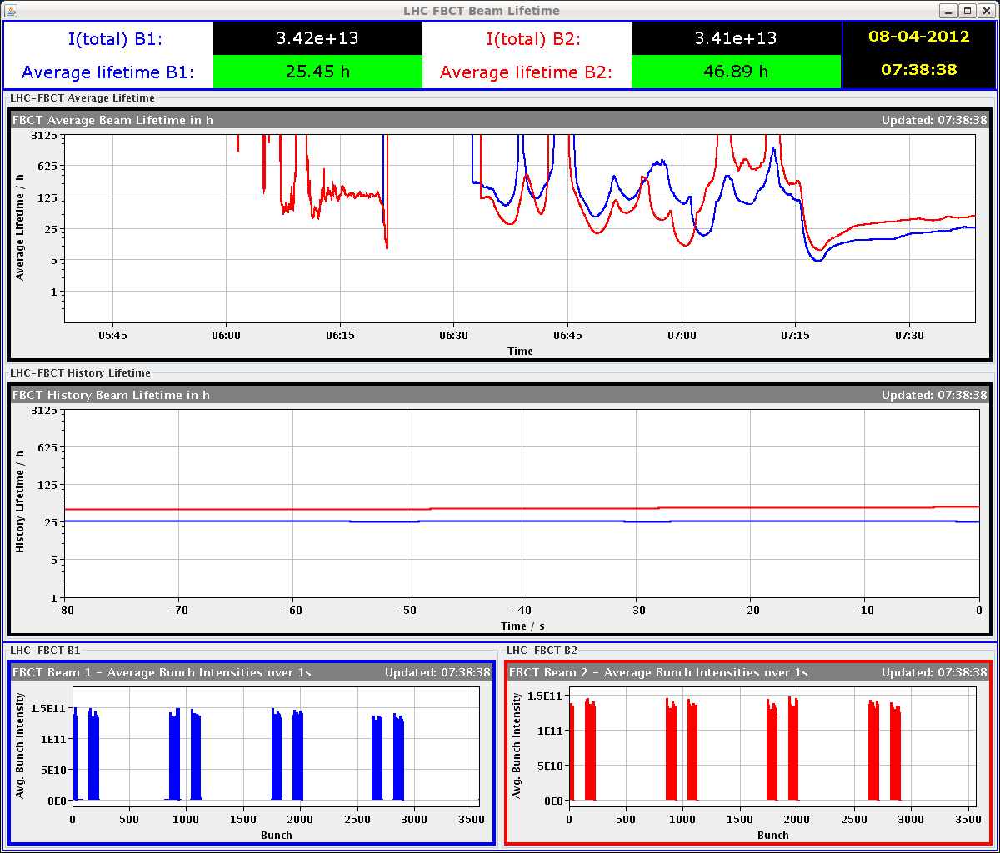 LHC FBCT Beam Lifetime
I(total) B1: 3.42e+13 I(total) B2: 3.41e+13 08-04-2012
Average lifetime B1: 25.45 h Average lifetime B2: 46.89 h 07:38:38
LHC-FBCT Average Lifetime
FBCT Average Beam Lifetime in h Updated: 07:38:38
3125
625
125
25
5
1
Average Lifetime / h
05:45 06:00 06:15 06:30 06:45 07:00 07:15 07:30
Time
LHC-FBCT History Lifetime
FBCT History Beam Lifetime in h Updated: 07:38:38
3125
625
125
25
5
1
History Lifetime / h
-80 -70 -60 -50 -40 -30 -20 -10 0
Time / s
LHC-FBCT B1
FBCT Beam 1 - Average Bunch Intensities over 1s Updated: 07:38:38
1.5E11
1E11
5E10
0E0
Avg. Bunch Intensity
0 500 1000 1500 2000 2500 3000 3500
Bunch
LHC-FBCT B2
FBCT Beam 2 - Average Bunch Intensities over 1s Updated: 07:38:38
1.5E11
1E11
5E10
0E0
Avg. Bunch Intensity
0 500 1000 1500 2000 2500 3000 3500
Bunch